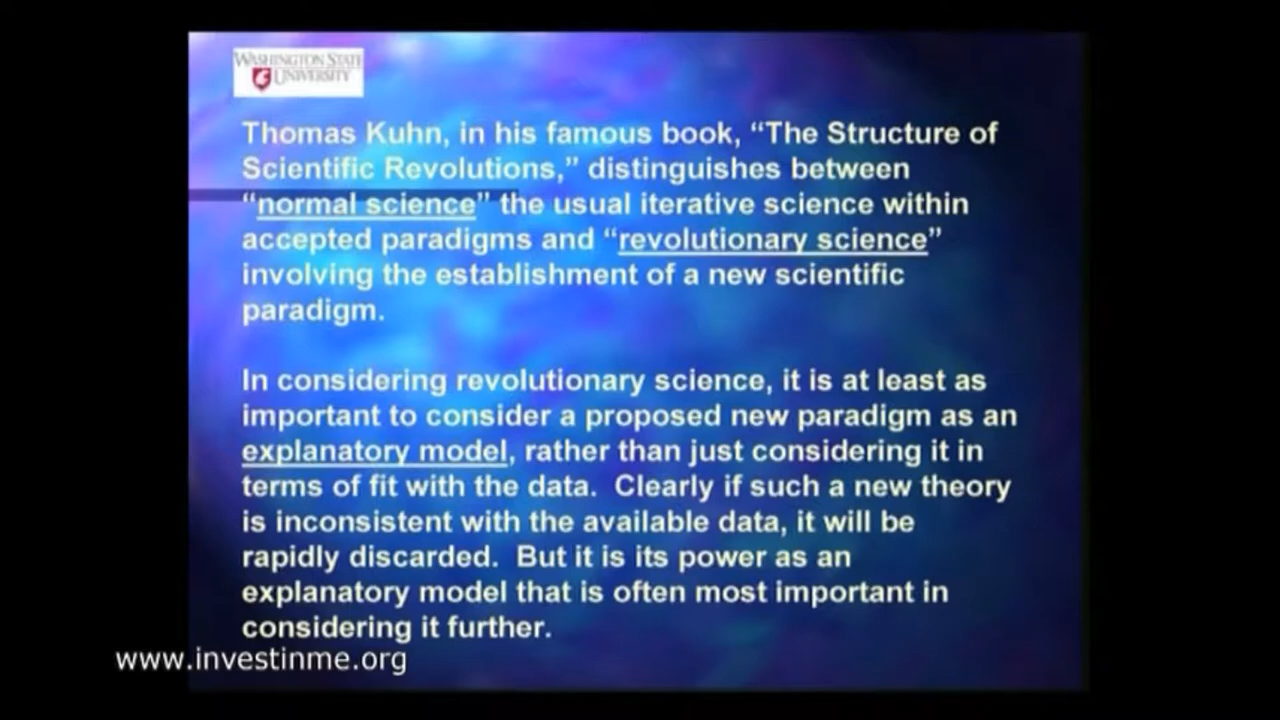 WASHINGTON STATE
UNIVERSITY
Thomas Kuhn, in his famous book, “The Structure of
Scientific Revolutions,” distinguishes between
“normal science” the usual iterative science within
accepted paradigms and “revolutionary science”
involving the establishment of a new scientific
paradigm.
In considering revolutionary science, it is at least as
important to consider a proposed new paradigm as an
explanatory model, rather than just considering it in
terms of fit with the data.  Clearly if such a new theory
is inconsistent with the available data, it will be
rapidly discarded.  But it is its power as an
explanatory model that is often most important in
considering it further.
www.investinme.org